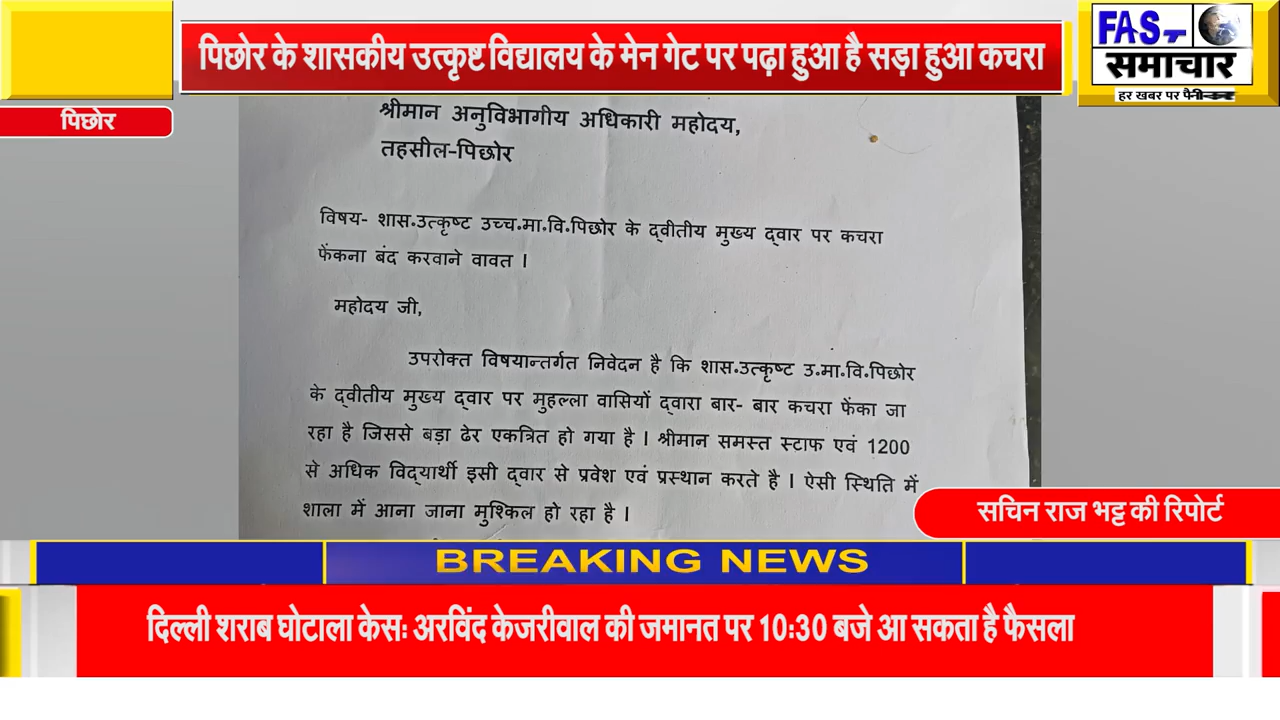 पिछोर के शासकीय उत्कृष्ट विद्यालय के मेन गेट पर पढ़ा हुआ है सड़ा हुआ कचरा
FAS
समाचार
हर खबर पर
पिछोर
श्रीमान अनुविभागीय अधिकारी महोदय,
तहसील-पिछोर
विषय- शास.उत्कृष्ट उच्च.मा.वि.पिछोर के द्वीतीय मुख्य द्वार पर कचरा
फेंकना बंद करवाने वावत ।
महोदय जी,
उपरोक्त विषयान्तर्गत निवेदन है कि शास.उत्कृष्ट उ.मा.वि.पिछोर
के द्वीतीय मुख्य द्वार पर मुहल्ला वासियों द्वारा बार- बार कचरा फेंका जा
रहा है जिससे बड़ा ढेर एकत्रित हो गया है । श्रीमान समस्त स्टाफ एवं 1200
से अधिक विद्यार्थी इसी द्वार से प्रवेश एवं प्रस्थान करते है । ऐसी स्थिति में
शाला में आना जाना मुश्किल हो रहा है ।
सचिन राज भट्ट की रिपोर्ट
BREAKING NEWS
दिल्ली शराब घोटाला केस: अरविंद केजरीवाल की जमानत पर 10:30 बजे आ सकता है फैसला